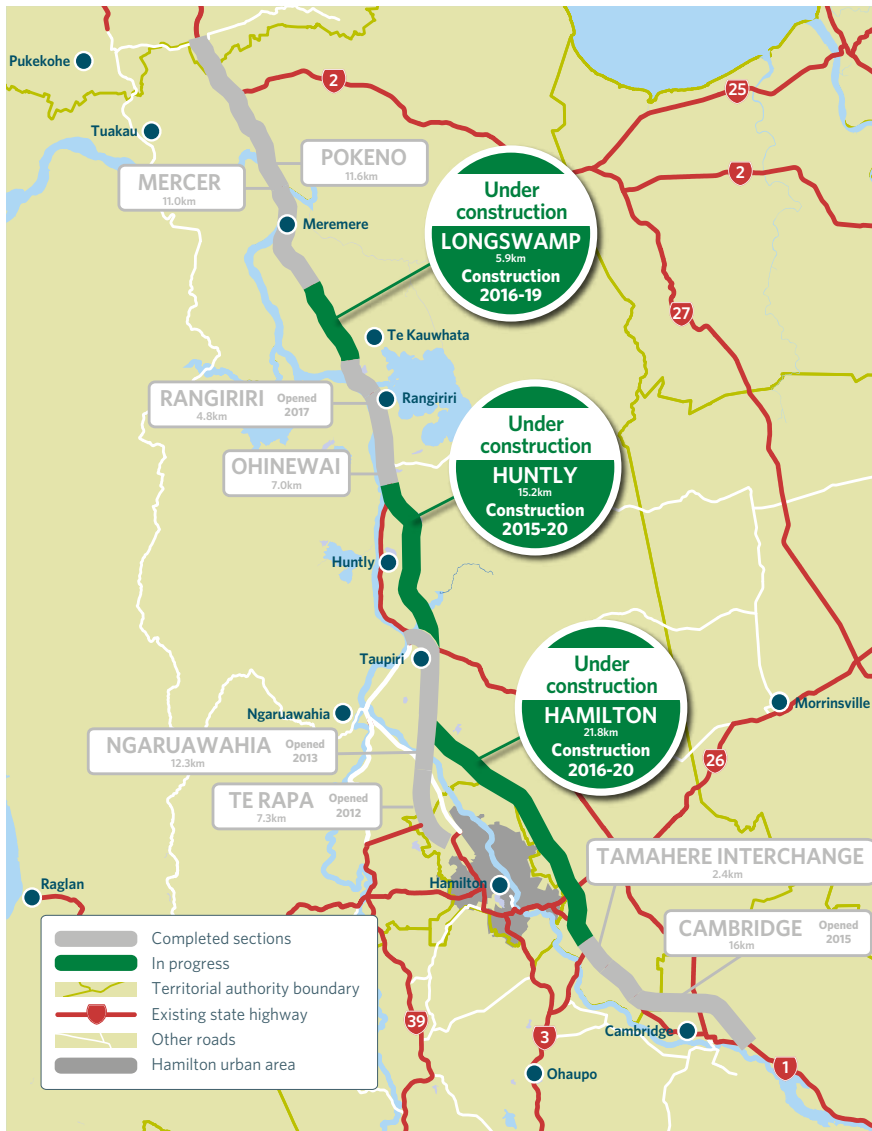 Pukekohe
2
25
Tuakau
POKENO
11.6km
MERCER
11.0km
2
Under
construction
LONGSWAMP
5.9km
Construction
2016-19
Meremere
27
Te Kauwhata
RANGIRIRI Opened
4.8km 2017
Rangiriri
Under
construction
HUNTLY
15.2km
Construction
2015-20
OHINEWAI
7.0km
Huntly
Taupiri
Under
construction
HAMILTON
21.8km
Construction
2016-20
Morrinsville
Ngaruawahia
NGARUAWAHIA Opened
12.3km 2013
26
TE RAPA Opened
7.3km 2012
TAMAHERE INTERCHANGE
2.4km
Raglan
Hamilton
CAMBRIDGE Opened
16km 2015
Completed sections
In progress
Territorial authority boundary
Existing state highway
Other roads
Hamilton urban area
39
3
Cambridge
1
Ohaupo